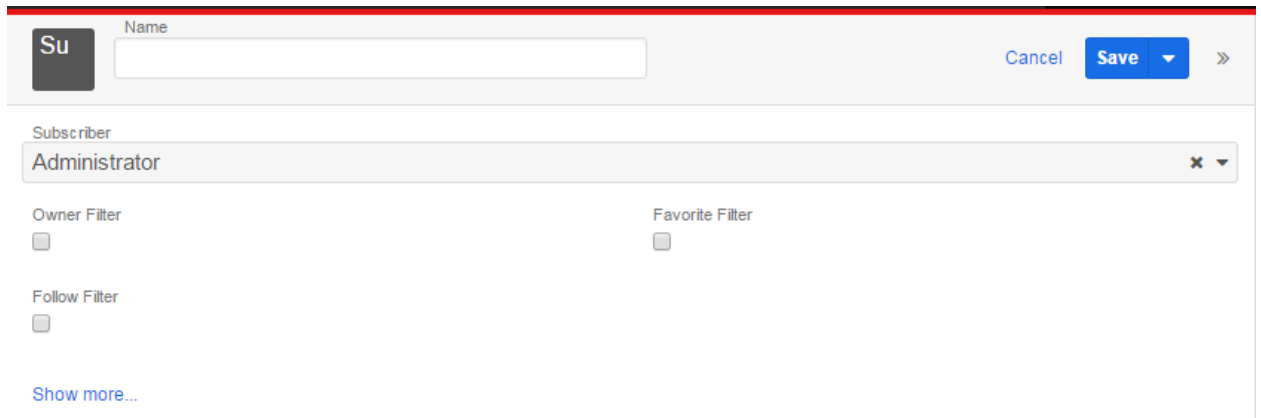 Su
Name
Cancel
Save
Subscriber
Administrator
Owner Filter
Favorite Filter
Follow Filter
Show more...